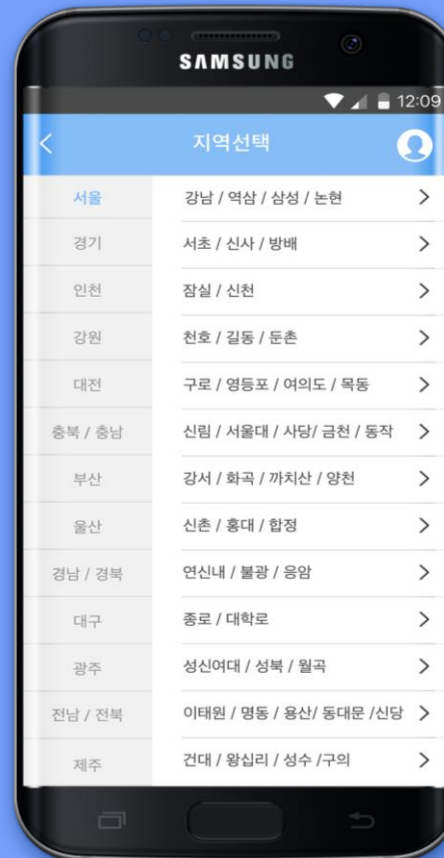 SAMSUNG
12:09
지역선택
서울
경기
인천
강원
대전
충북 / 충남
부산
울산
경남 / 경북
대구
광주
전남 / 전북
제주
강남 / 역삼 / 삼성 / 논현
서초 / 신사 / 방배
잠실 / 신천
천호 / 길동 / 둔촌
구로 / 영등포 / 여의도 / 목동
신림 / 서울대 / 사당/ 금천 / 동작
강서 / 화곡 / 까치산 / 양천
신촌 / 홍대 / 합정
연신내 / 불광 / 응암
종로 / 대학로
성신여대 / 성북 / 월곡
이태원 / 명동 / 용산/ 동대문 /신당
건대 / 왕십리 / 성수 /구의